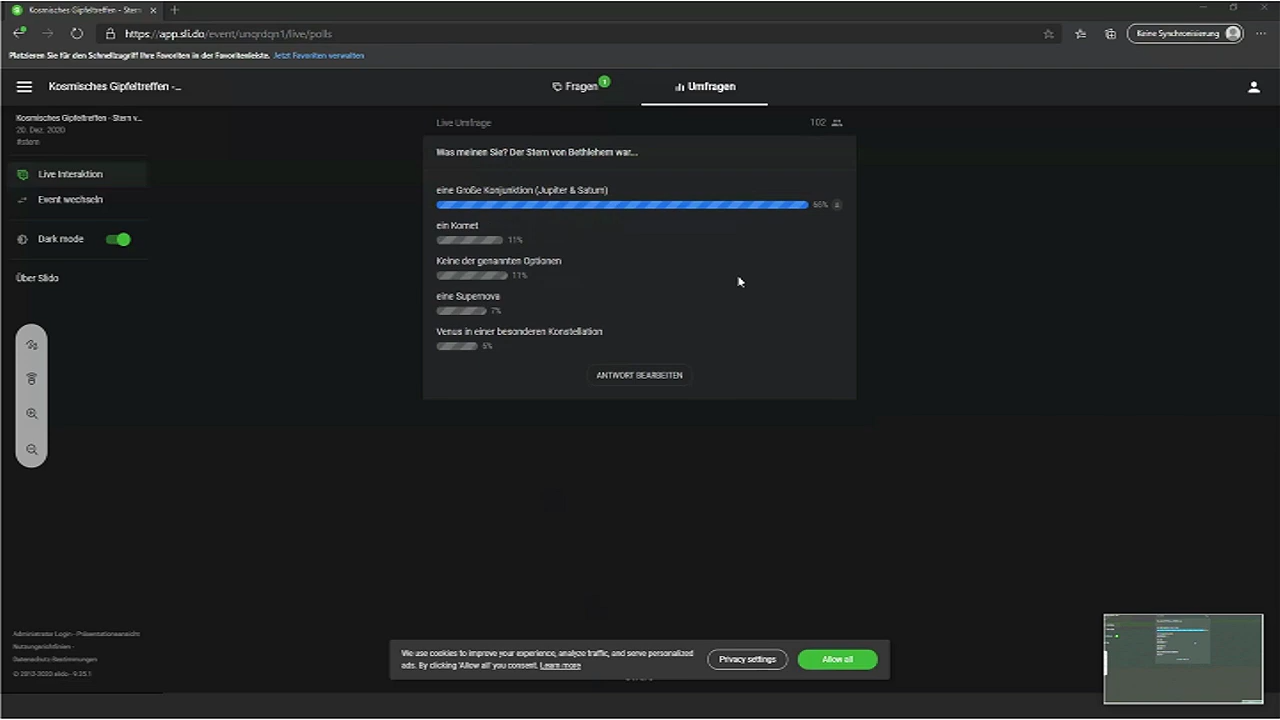 Kosmisches Gipfeltreffen - Stern
https://app.sli.do/event/unqrdqn1/live/polls
Keine Synchronisierung
Platzieren Sie für den Schnellzugriff Ihre Favoriten in der Favoritenleiste. Jetzt Favoriten verwalten
Kosmisches Gipfeltreffen -...
Fragen 1
Umfragen
Kosmisches Gipfeltreffen - Stern v...
20. Dez. 2020
#stern
Live Interaktion
Event wechseln
Dark mode
Über Slido
Live Umfrage 102
Was meinen Sie? Der Stern von Bethlehem war...
eine Große Konjunktion (Jupiter & Saturn)
ein Komet
11%
Keine der genannten Optionen
11%
eine Supernova
7%
Venus in einer besonderen Konstellation
ANTWORT BEARBEITEN
Administrator Login - Präsentationsansicht
Nutzungsrichtlinien -
Datenschutz-Bestimmungen
© 2012-2020 slido - 9.25.1
We use cookies to improve your experience, analyze traffic, and serve personalized
ads. By clicking 'Allow all' you consent. Learn more
Privacy settings
Allow all